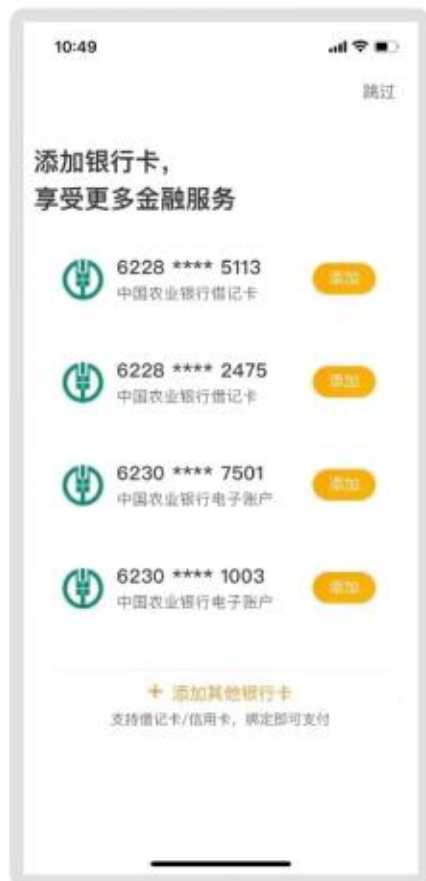 10:49
跳过
添加银行卡，
享受更多金融服务
6228 **** 5113
添加
中国农业银行借记卡
6228 **** 2475
添加
中国农业银行借记卡
6230 **** 7501
添加
中国农业银行电子账户
6230 **** 1003
添加
中国农业银行电子账户
+ 添加其他银行卡
支持借记卡/信用卡，绑定即可支付